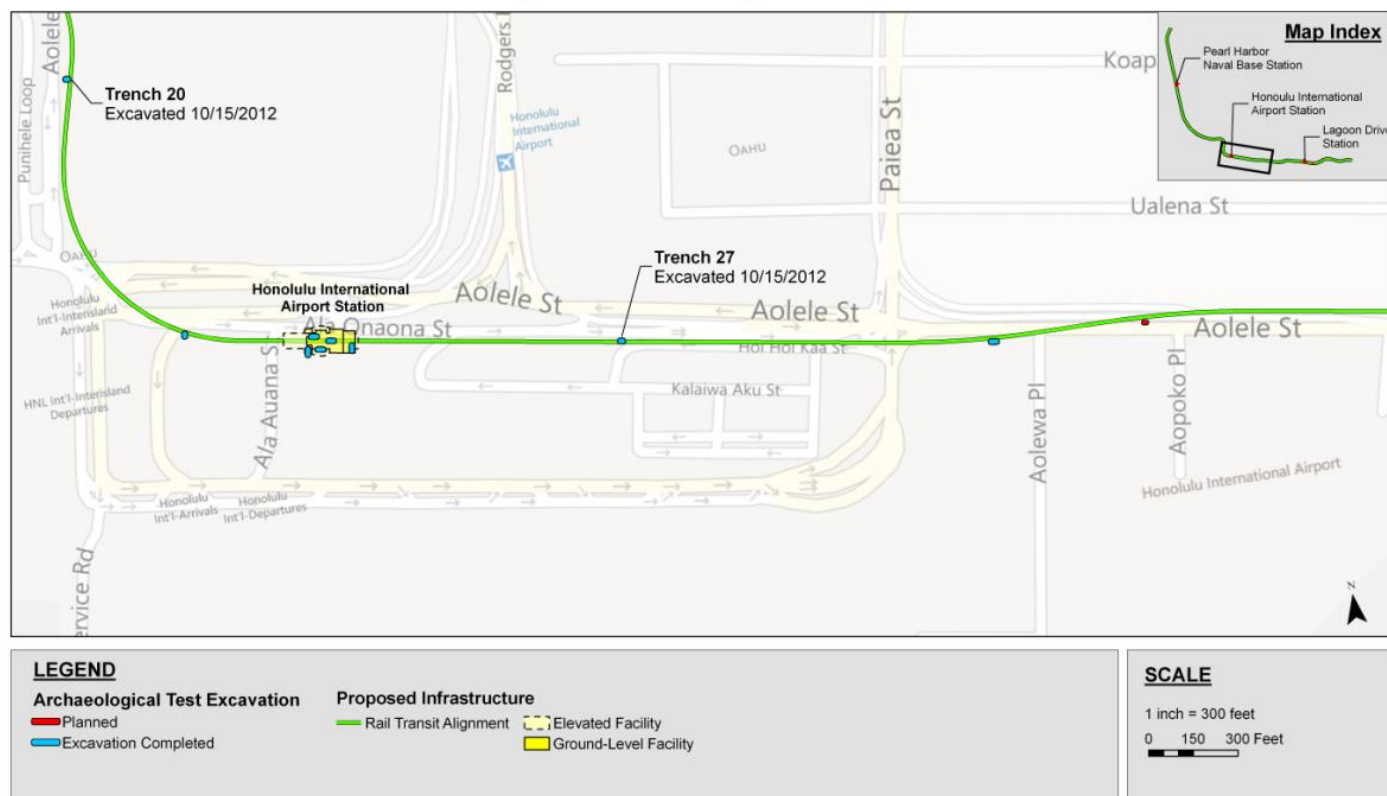 Aolele
Punihele Loop
Trench 20
Excavated 10/15/2012
Rodgers
Honolulu
International
Airport
Paiea St
Koap
OAHU
Map Index
Pearl Harbor
Naval Base Station
Honoulu International
Airport Station
Lagoon Drive
Station
Ualena St
OAHU
Trench 27
Excavated 10/15/2012
Honolulu International
Airport Station
Honolulu
Int'l-Interisland
Arrivals
Aolele St
Aolele St
Aolele St
Ala Onaona St
Hoi Hoi Kaa St
Kalaiwa Aku St
HNL Int'l-Interisland
Departures
Ala Auana S
Aolewa Pl
Aopoko Pl
Honolulu International Airport
Honolulu
Int'l-Arrivals
Honolulu
Int'l-Departures
ervice Rd
z
LEGEND
Archaeological Test Excavation
Planned
Excavation Completed
Proposed Infrastructure
Rail Transit Alignment
Elevated Facility
Ground-Level Facility
SCALE
1 inch = 300 feet
0 150 300 Feet